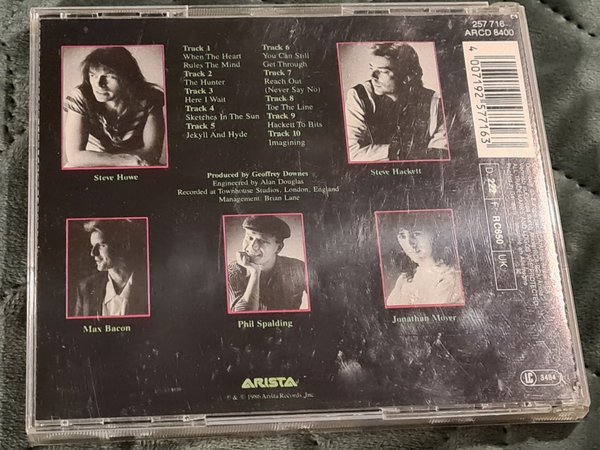 257 716
ARCD 8400
Track 1
When The Heart
Rules The Mind
Track 2
The Hunter
Track 3
Here I Wait
Track 4
Sketches In The Sun
Track 5
Jekyll And Hyde
Track 6
You Can Still
Get Through
Track 7
Reach Out
(Never Say No)
Track 8
Toe The Line
Track 9
Hackett To Bits
Track 10
Imagining
Steve Howe
Steve Hackett
Produced by Geoffrey Downes
Engineered by Alan Douglas
Recorded at Townhouse Studios, London, England
Management: Brian Lane
Max Bacon
Phil Spalding
Jonathan Mover
ARISTA
℗ & © 1986 Arista Records, Inc.
4 007192 577163
D: 222
F: RC650
UK:
LC
3484